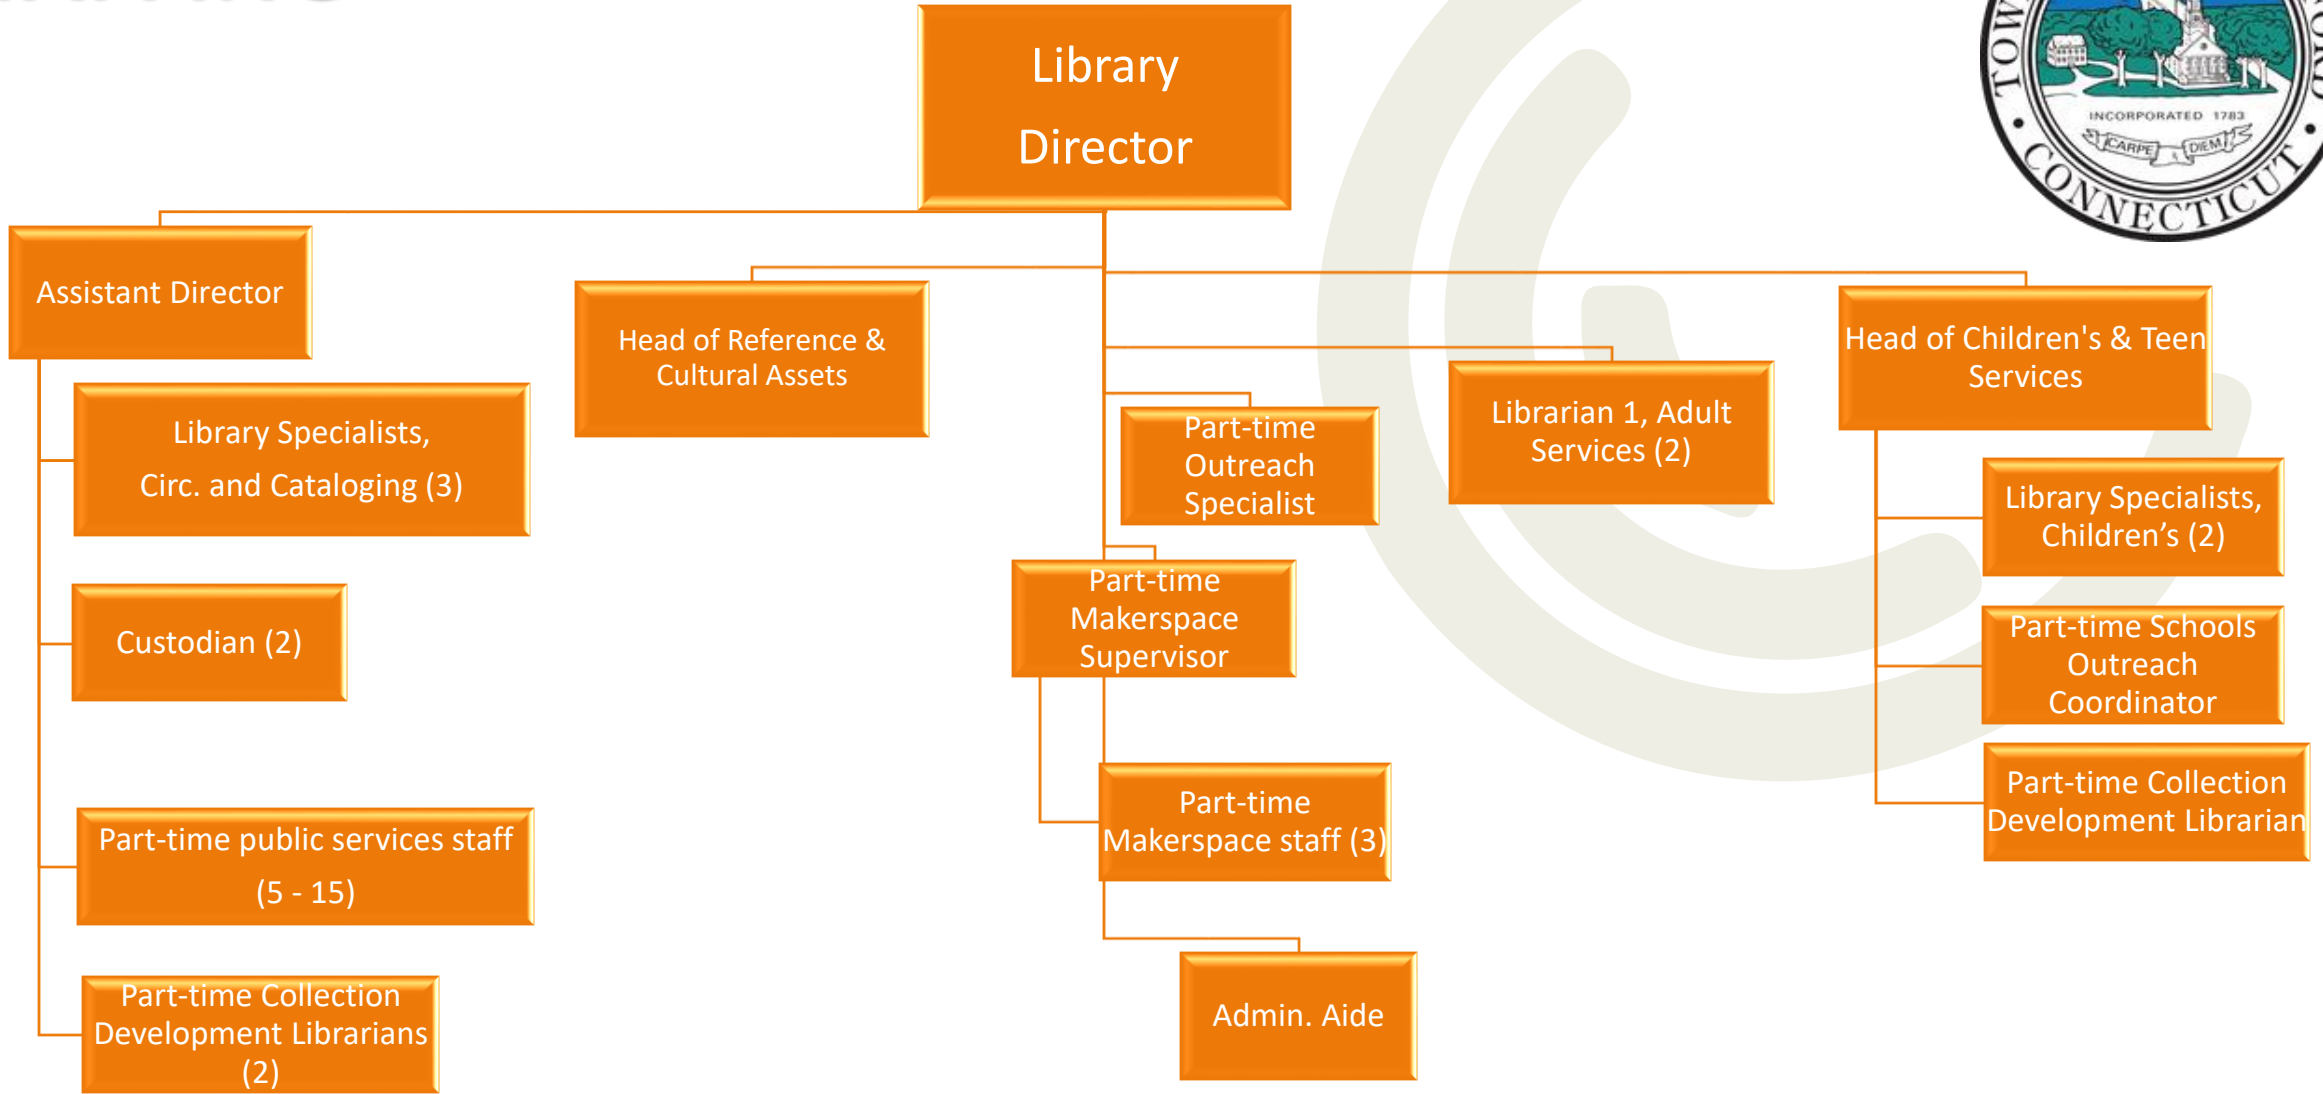 Library
Director
Assistant Director
Head of Reference &
Cultural Assets
Head of Children's & Teen
Services
Library Specialists,
Circ. and Cataloging (3)
Part-time
Outreach
Specialist
Librarian 1, Adult
Services (2)
Library Specialists,
Children’s (2)
Custodian (2)
Part-time
Makerspace
Supervisor
Part-time Schools
Outreach
Coordinator
Part-time public services staff
(5 - 15)
Part-time
Makerspace staff (3)
Part-time Collection
Development Librarian
Part-time Collection
Development Librarians
(2)
Admin. Aide
INCORPORATED 1783
CARPE DIEM
CONNECTICUT